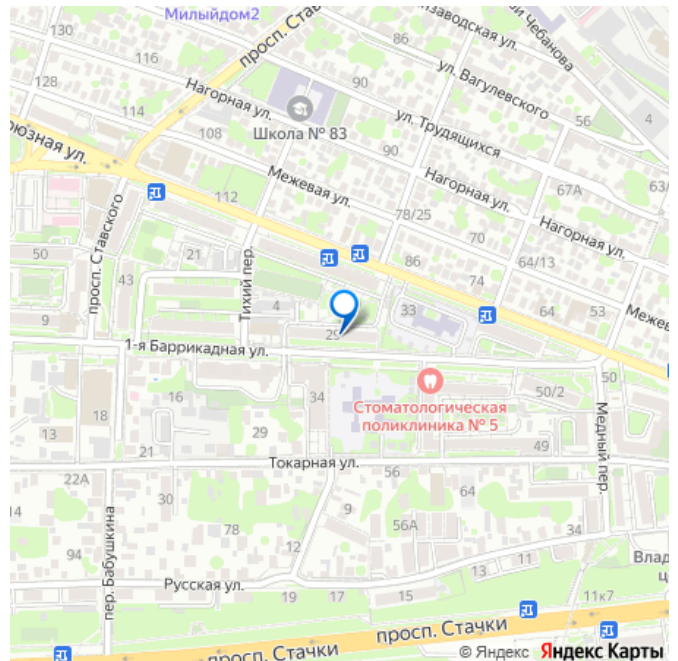 Милыйдом2
130
просп. Ставского
86
ул. Вагулевского
116
90
56
4
128
114
Нагорная ул.
Школа № 83
ул. Трудящихся
108
90
67А
112
Межевая ул.
Нагорная ул.
78/25
Нагорная ул.
50
21
70
86
64/13
просп. Ставского
43
Тихий пер.
4
74
9
33
64
53
1-я Баррикадная ул.
16
34
50/2
50
Стоматологическая
поликлиника № 5
13
18
29
49
Медный пер.
21
Токарная ул.
22А
56
30
64
9
78
56А
34
94
12
11
пер. Бабушкина
13
Русская ул.
19
17
15
11к7
просп. Стачки
просп. Стачки
© Яндекс Яндекс Карты